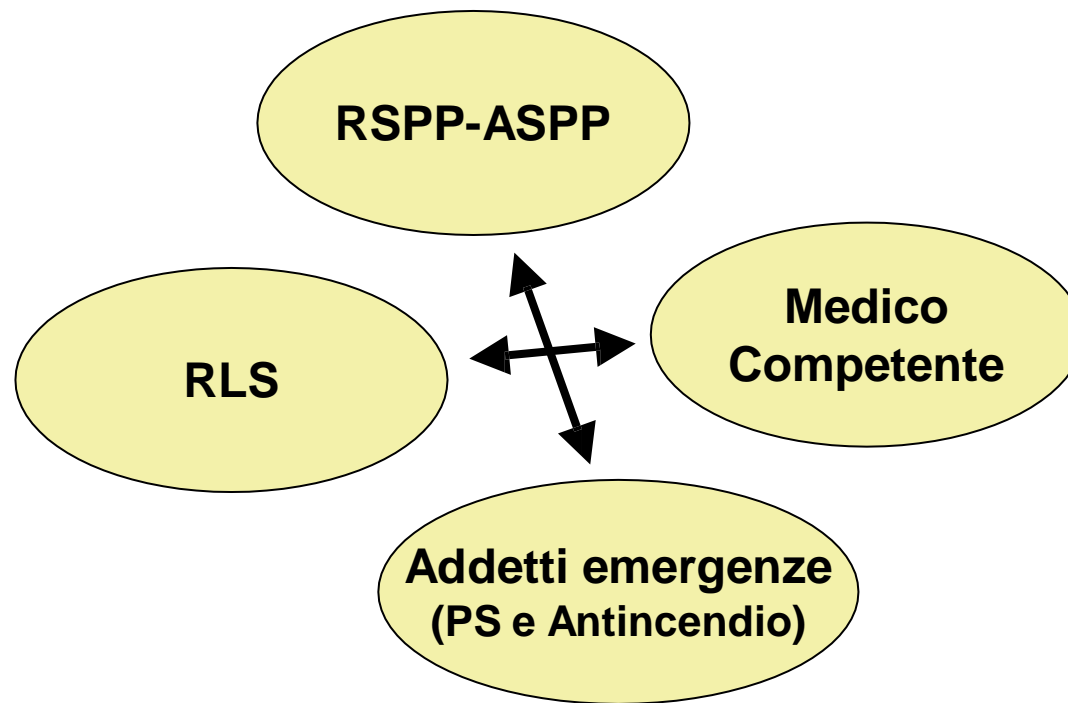 RSPP-ASPP
RLS
Medico
Competente
Addetti emergenze
(PS e Antincendio)